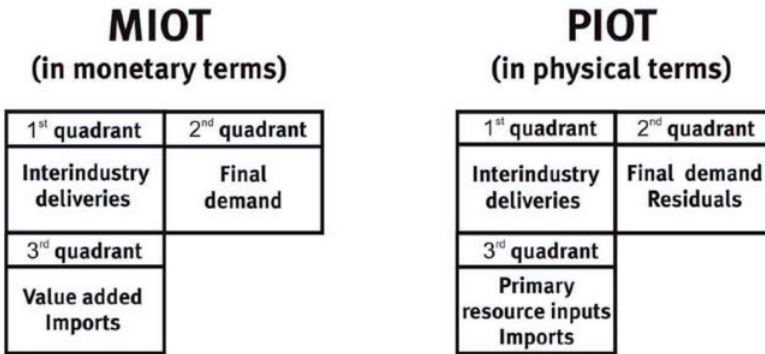 MIOT
(in monetary terms)
1st quadrant
2nd quadrant
Interindustry
deliveries
Final
demand
3rd quadrant
Value added
Imports
PIOT
(in physical terms)
1st quadrant
2nd quadrant
Interindustry
deliveries
Final demand
Residuals
3rd quadrant
Primary
resource inputs
Imports